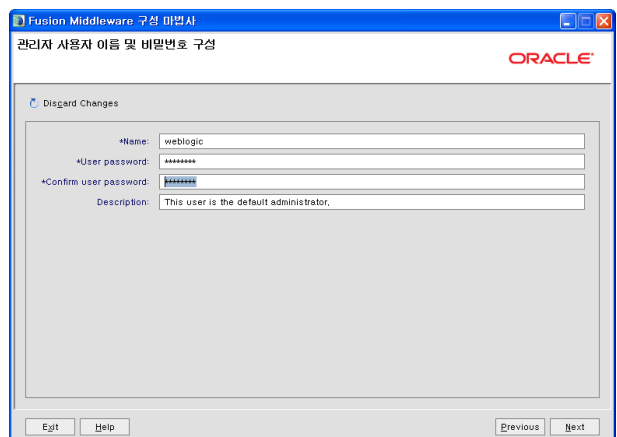 Fusion Middleware 구성 마법사
관리자 사용자 이름 및 비밀번호 구성
ORACLE
Discard Changes
*Name: weblogic
*User password: ********
*Confirm user password: ********
Description: This user is the default administrator.
Exit Help Previous Next